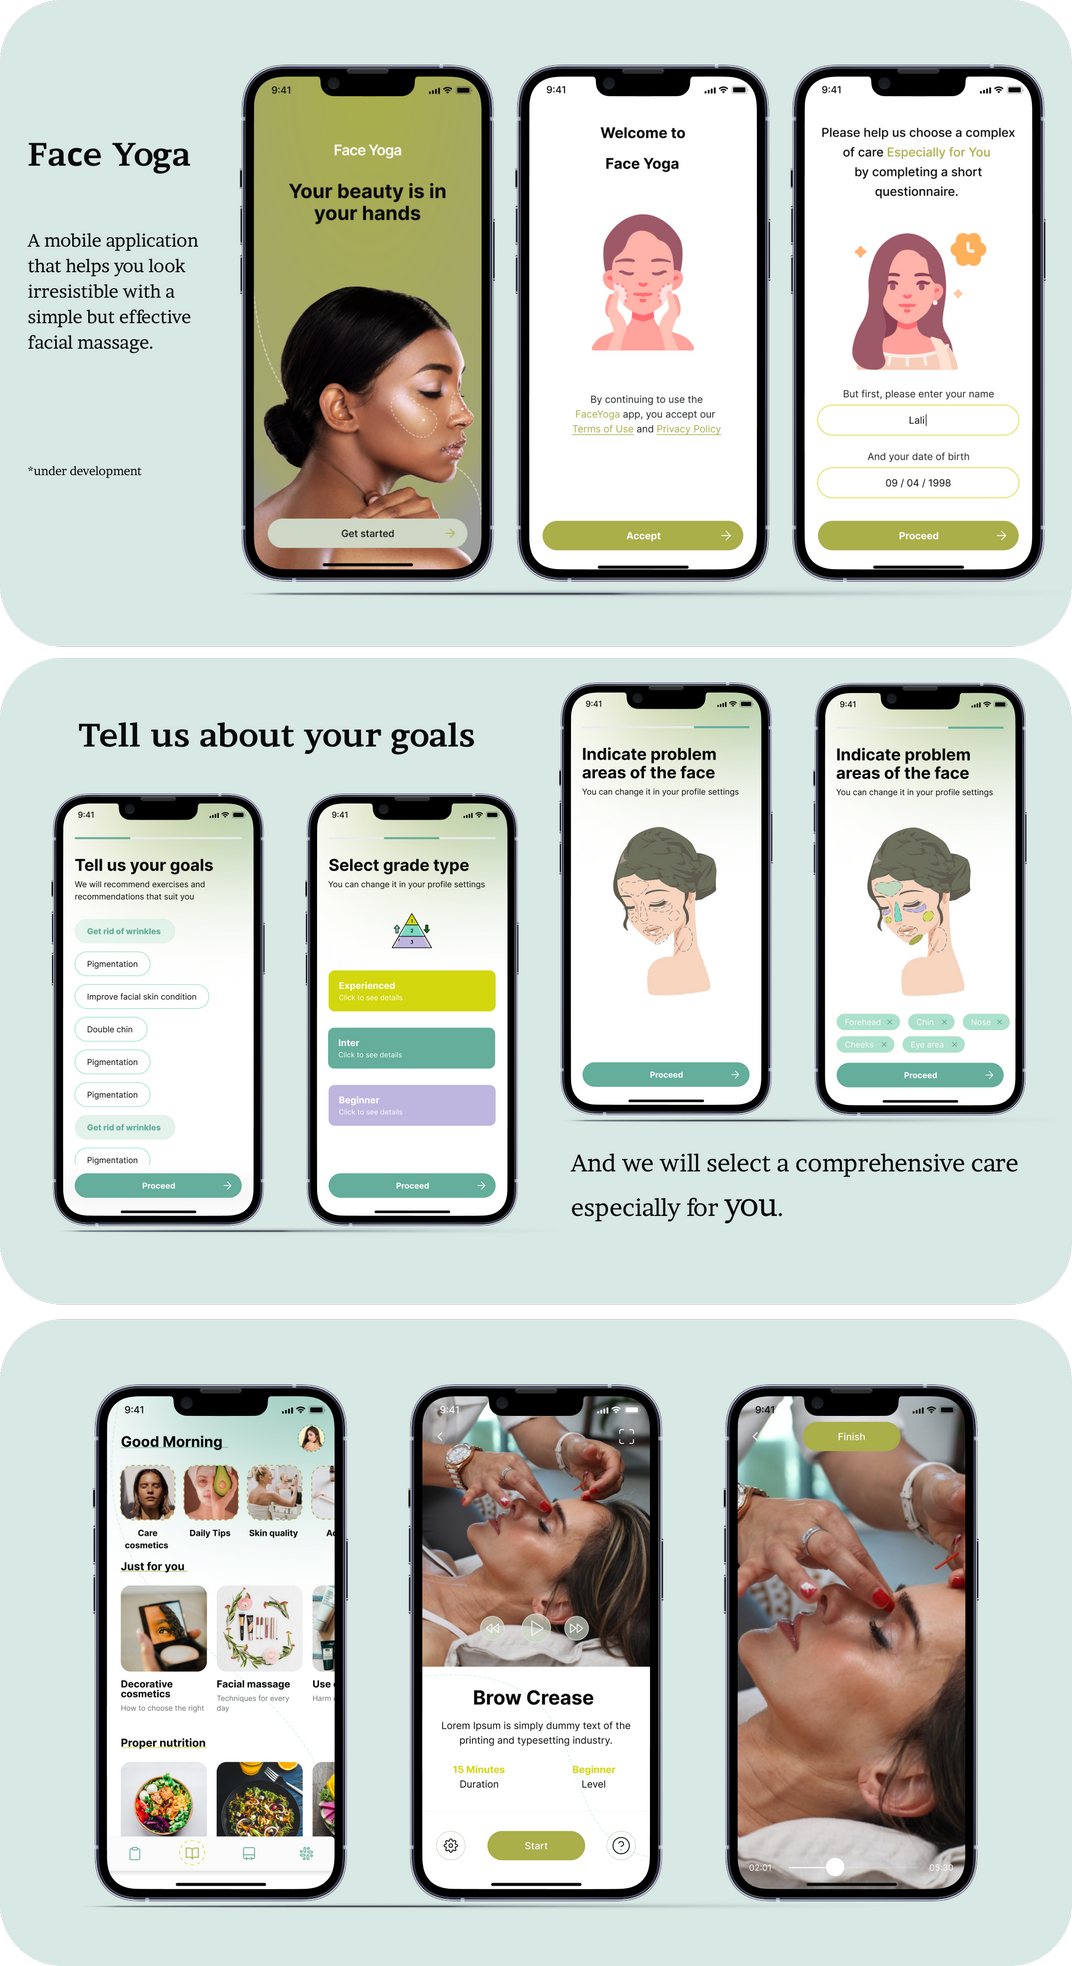 Face Yoga
A mobile application
that helps you look
irresistible with a
simple but effective
facial massage.
*under development
9:41
Face Yoga
Your beauty is in
your hands
Get started
9:41
Welcome to
Face Yoga
By continuing to use the
FaceYoga app, you accept our
Terms of Use and Privacy Policy
Accept
9:41
Please help us choose a complex
of care Especially for You
by completing a short
questionnaire.
But first, please enter your name
Lali
And your date of birth
09 / 04 / 1998
Proceed
Tell us about your goals
9:41
Tell us your goals
We will recommend exercises and
recommendations that suit you
Get rid of wrinkles
Pigmentation
Improve facial skin condition
Double chin
Pigmentation
Pigmentation
Get rid of wrinkles
Pigmentation
Proceed
9:41
Select grade type
You can change it in your profile settings
1
2
3
Experienced
Click to see details
Inter
Click to see details
Beginner
Click to see details
Proceed
9:41
Indicate problem
areas of the face
You can change it in your profile settings
Proceed
9:41
Indicate problem
areas of the face
You can change it in your profile settings
Forehead × Chin × Nose ×
Cheeks × Eye area ×
Proceed
And we will select a comprehensive care
especially for you.
9:41
Good Morning
Care
cosmetics
Daily Tips
Skin quality
Ac
Just for you
Decorative
cosmetics
How to choose the right
Facial massage
Techniques for every
day
Use
Harm
Proper nutrition
9:41
Brow Crease
Lorem Ipsum is simply dummy text of the
printing and typesetting industry.
15 Minutes
Duration
Beginner
Level
Start
9:41
Finish
02:01
05:30